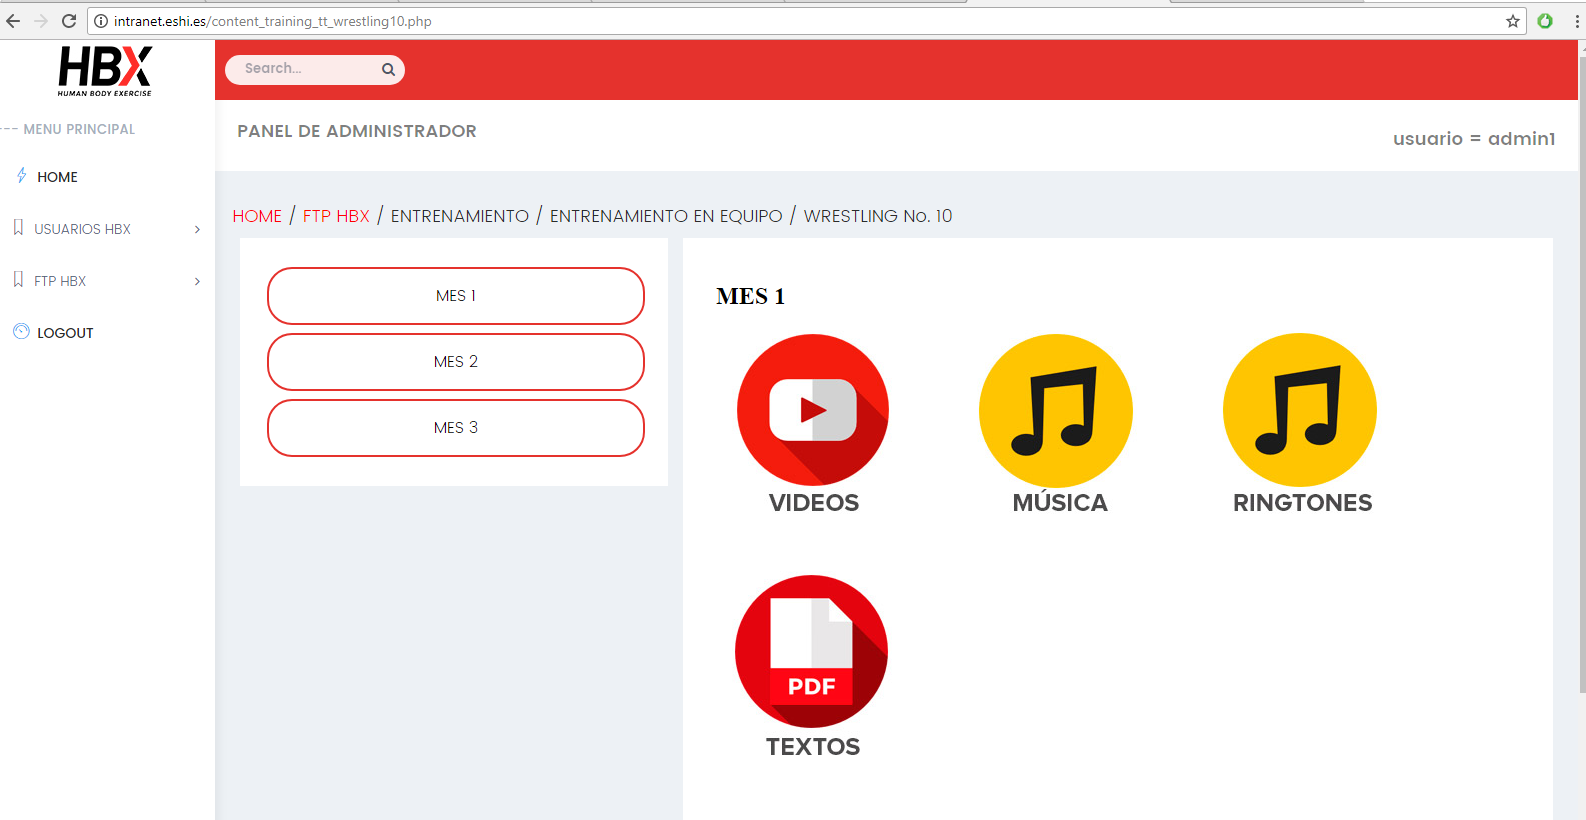 intranet.eshi.es/content_training_tt_wrestling10.php
HBX
HUMAN BODY EXERCISE
Search...
--- MENU PRINCIPAL
PANEL DE ADMINISTRADOR
usuario = admin1
HOME
USUARIOS HBX
FTP HBX
LOGOUT
HOME / FTP HBX / ENTRENAMIENTO / ENTRENAMIENTO EN EQUIPO / WRESTLING No. 10
MES 1
MES 2
MES 3
MES 1
VIDEOS
MÚSICA
RINGTONES
PDF
TEXTOS